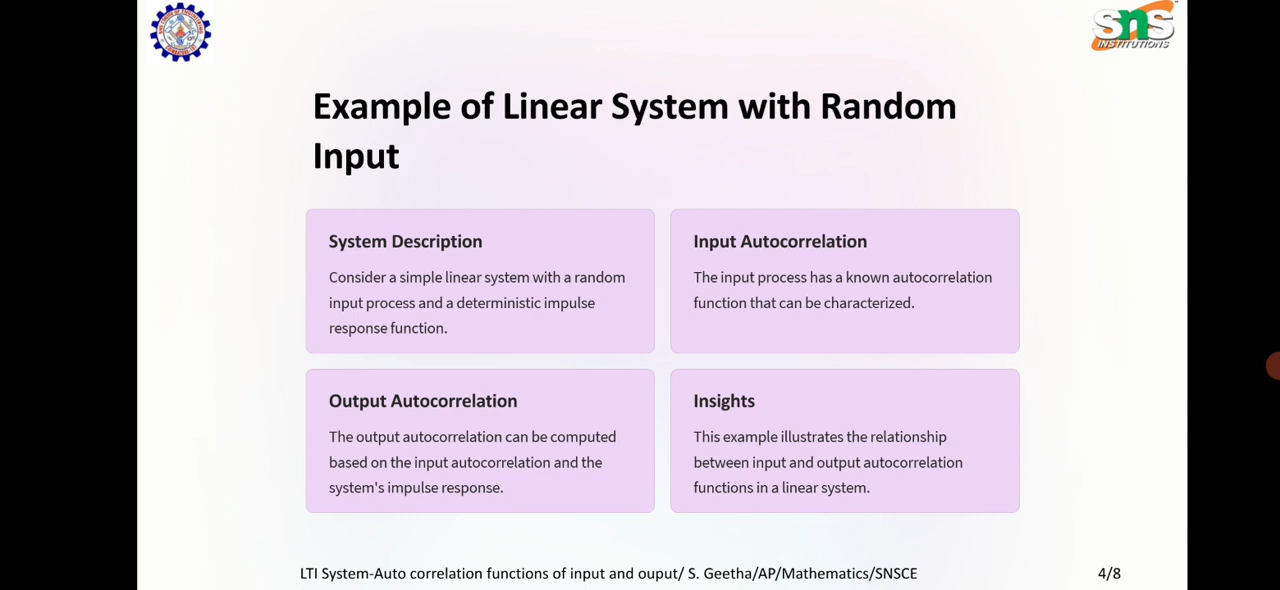 SNS
INSTITUTIONS
Example of Linear System with Random
Input
System Description
Consider a simple linear system with a random
input process and a deterministic impulse
response function.
Input Autocorrelation
The input process has a known autocorrelation
function that can be characterized.
Output Autocorrelation
The output autocorrelation can be computed
based on the input autocorrelation and the
system's impulse response.
Insights
This example illustrates the relationship
between input and output autocorrelation
functions in a linear system.
LTI System-Auto correlation functions of input and ouput/ S. Geetha/AP/Mathematics/SNSCE
4/8